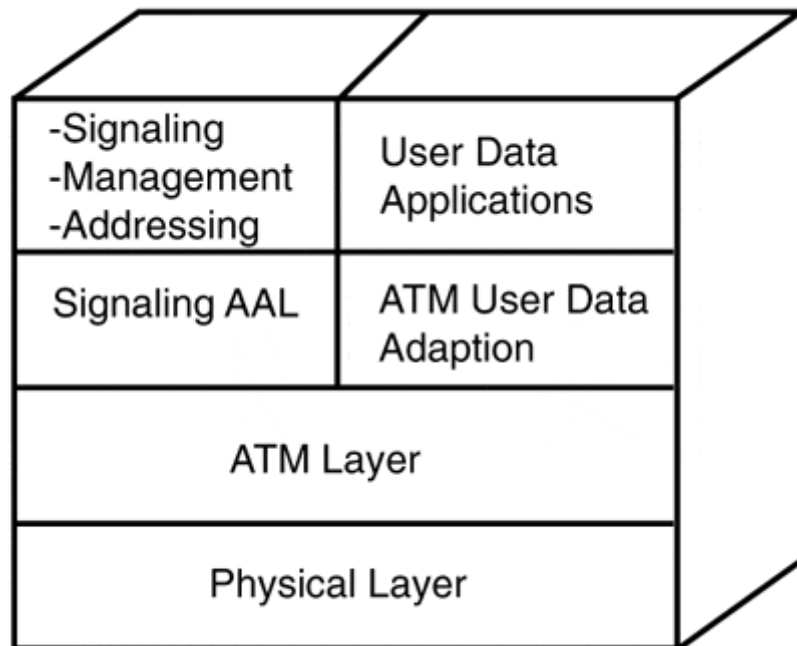 -Signaling
-Management
-Addressing
User Data
Applications
Signaling AAL
ATM User Data
Adaption
ATM Layer
Physical Layer